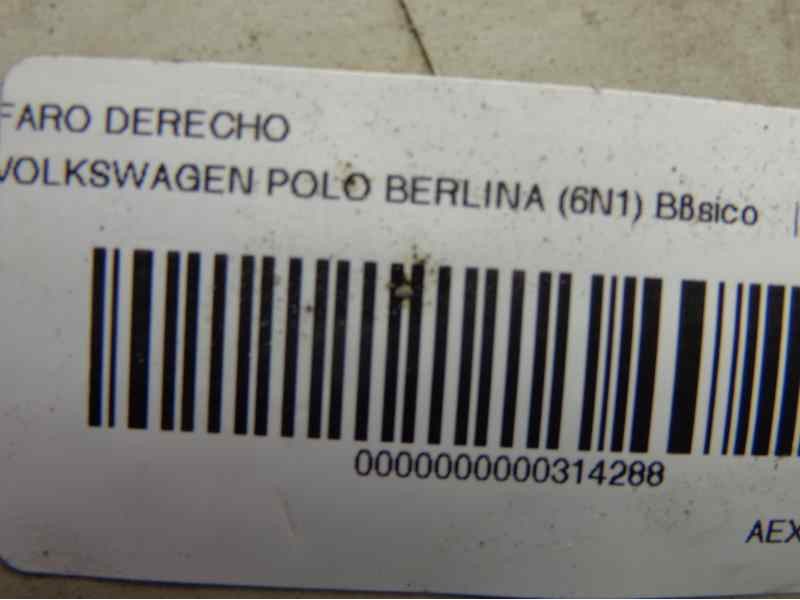 FARO DERECHO
VOLKSWAGEN POLO BERLINA (6N1) Bßsico |
0000000000314288
AEX